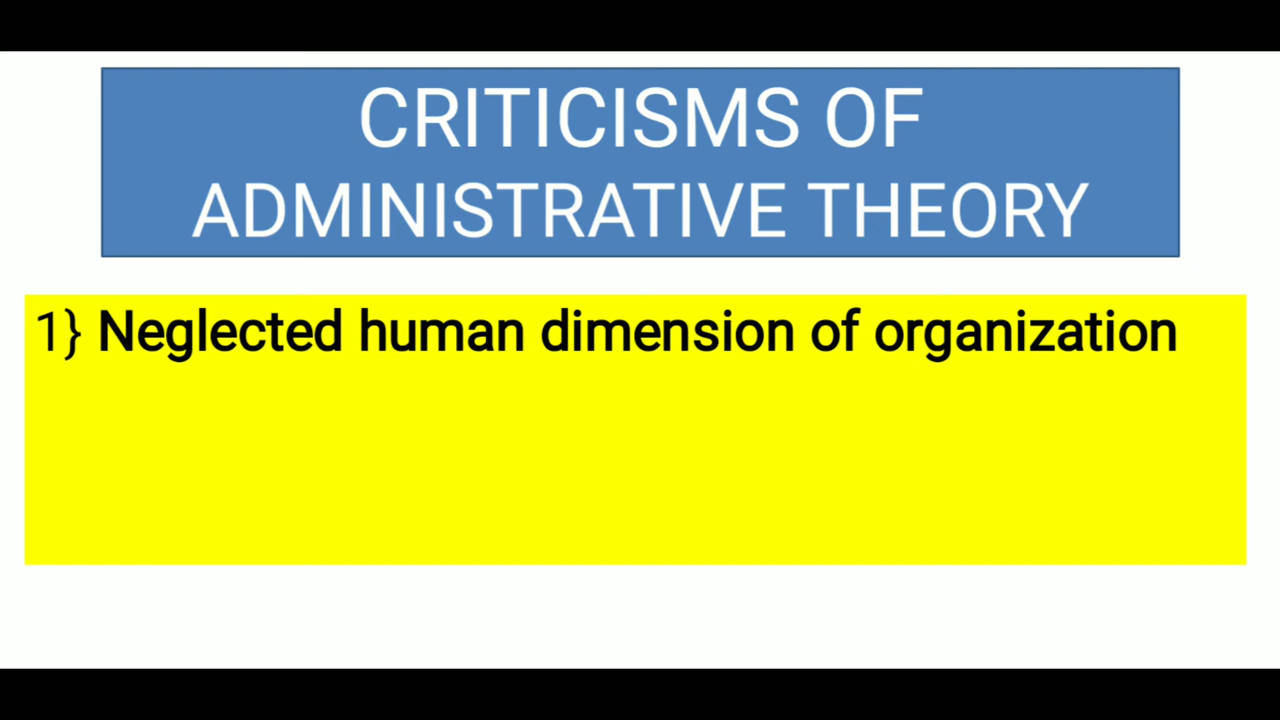 CRITICISMS OF
ADMINISTRATIVE THEORY
1} Neglected human dimension of organization